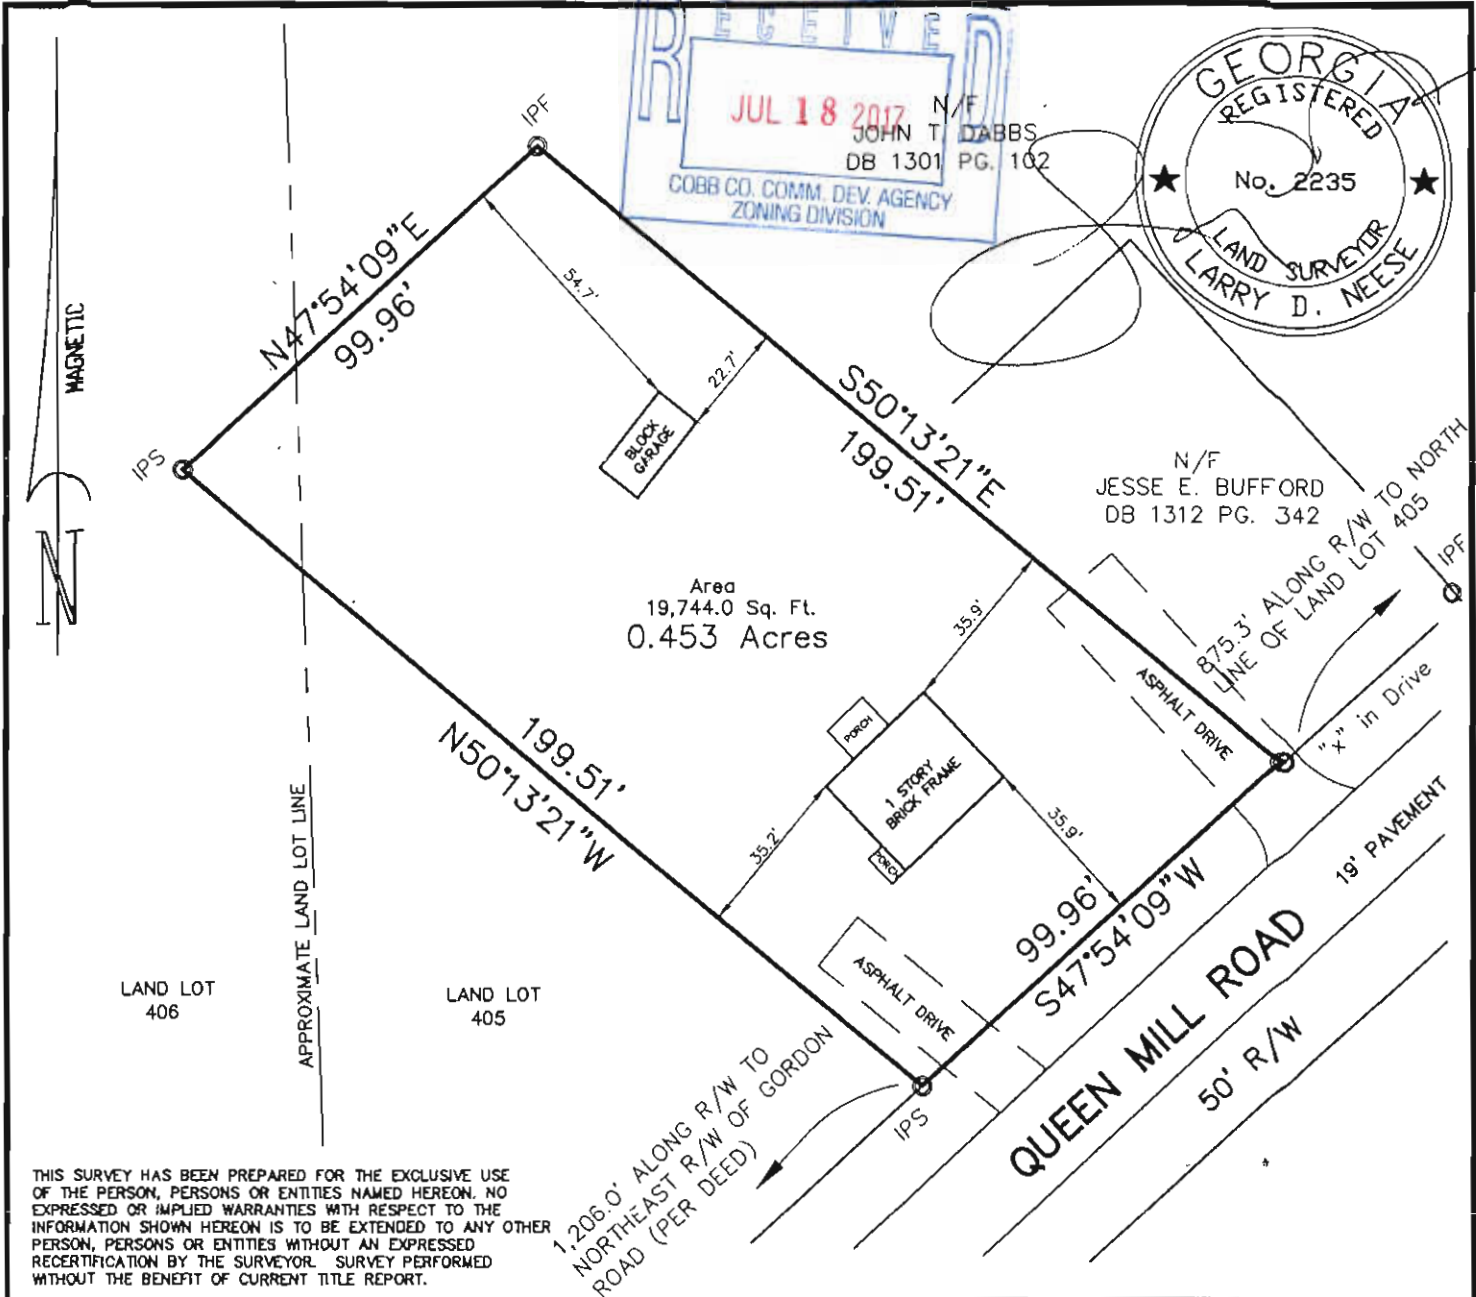 RECEIVED
JUL 18 2017
COBB CO. COMM. DEV. AGENCY
ZONING DIVISION
N/F
JOHN T. DABBS
DB 1301 PG. 102
GEORGIA
REGISTERED
No. 2235
LAND SURVEYOR
LARRY D. NEESE
MAGNETIC
N
IPF
N47°54'09"E
99.96'
54.7'
22.7'
BLOCK
GARAGE
IPS
S50°13'21"E
199.51'
N/F
JESSE E. BUFFORD
DB 1312 PG. 342
875.3' ALONG R/W TO NORTH
LINE OF LAND LOT 405
IPF
Area
19,744.0 Sq. Ft.
0.453 Acres
35.9'
ASPHALT DRIVE
"x" in Drive
PORCH
1 STORY
BRICK FRAME
PORCH
35.2'
35.9'
199.51'
N50°13'21"W
19' PAVEMENT
99.96'
S47°54'09"W
APPROXIMATE LAND LOT LINE
LAND LOT
406
LAND LOT
405
ASPHALT DRIVE
QUEEN MILL ROAD
50' R/W
IPS
1,206.0' ALONG R/W TO
NORTHEAST R/W OF GORDON
ROAD (PER DEED)
THIS SURVEY HAS BEEN PREPARED FOR THE EXCLUSIVE USE
OF THE PERSON, PERSONS OR ENTITIES NAMED HEREON. NO
EXPRESSED OR IMPLIED WARRANTIES WITH RESPECT TO THE
INFORMATION SHOWN HEREON IS TO BE EXTENDED TO ANY OTHER
PERSON, PERSONS OR ENTITIES WITHOUT AN EXPRESSED
RECERTIFICATION BY THE SURVEYOR. SURVEY PERFORMED
WITHOUT THE BENEFIT OF CURRENT TITLE REPORT.